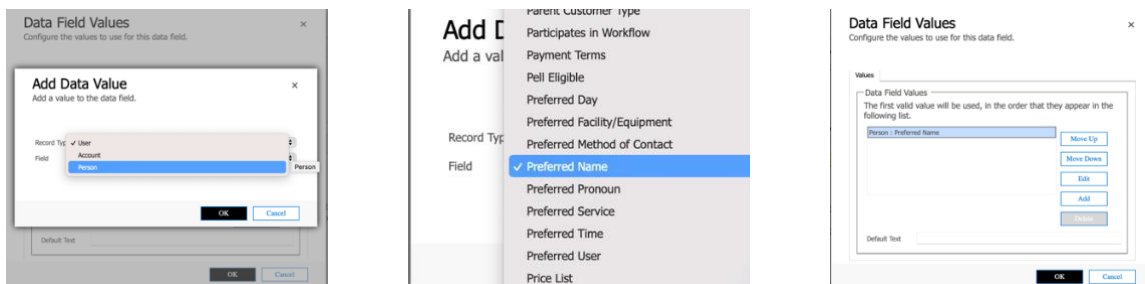 Data Field Values
×
Configure the values to use for this data field.
Add Data Value
×
Add a value to the data field.
Record Typ ✓ User
Account
Field
Person
Person
OK
Cancel
Default Text
OK
Cancel
Add D
Add a val
Record Typ
Field
Parent Customer Type
Participates in Workflow
Payment Terms
Pell Eligible
Preferred Day
Preferred Facility/Equipment
Preferred Method of Contact
✓ Preferred Name
Preferred Pronoun
Preferred Service
Preferred Time
Preferred User
Price List
Data Field Values
×
Configure the values to use for this data field.
Values
Data Field Values
The first valid value will be used, in the order that they appear in the
following list.
Person : Preferred Name
Move Up
Move Down
Edit
Add
Delete
Default Text
OK
Cancel